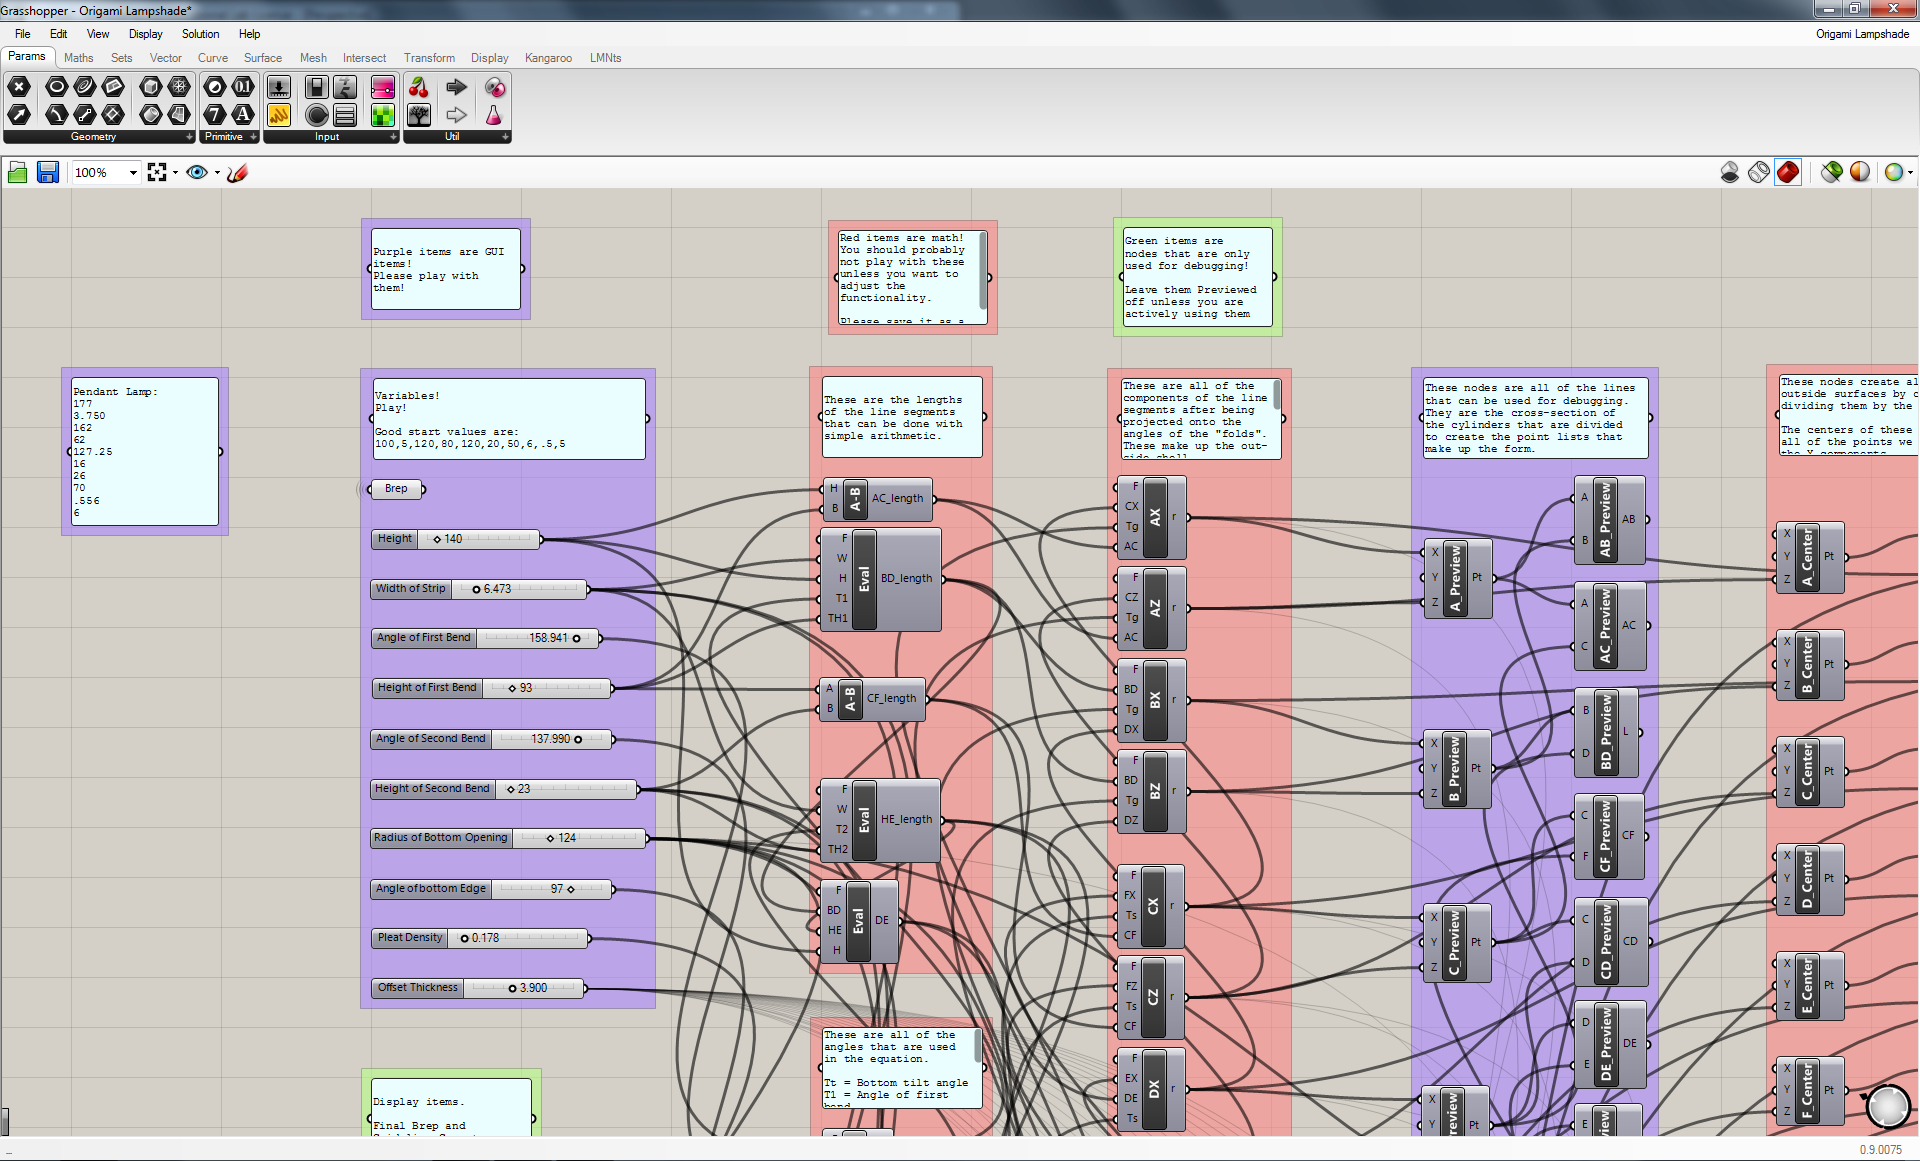 Grasshopper - Origami Lampshade*
File Edit View Display Solution Help
Origami Lampshade
Params Maths Sets Vector Curve Surface Mesh Intersect Transform Display Kangaroo LMNts
Geometry Primitive Input Util
100%
Purple items are GUI
items!
Please play with
them!
Red items are math!
You should probably
not play with these
unless you want to
adjust the
functionality.
Please save it as a
Green items are
nodes that are only
used for debugging!
Leave them Previewed
off unless you are
actively using them
Pendant Lamp:
177
3.750
162
62
127.25
16
26
70
.556
6
Variables!
Play!
Good start values are:
100,5,120,80,120,20,50,6,.5,5
Brep
Height 140
Width of Strip 6.473
Angle of First Bend 158.941
Height of First Bend 93
Angle of Second Bend 137.990
Height of Second Bend 23
Radius of Bottom Opening 124
Angle of bottom Edge 97
Pleat Density 0.178
Offset Thickness 3.900
Display items.
Final Brep and
These are the lengths
of the line segments
that can be done with
simple arithmetic.
H
B
A-B
AC_length
F
W
H
T1
TH1
Eval
BD_length
A
B
A-B
CF_length
F
W
T2
TH2
Eval
HE_length
F
BD
HE
H
Eval
DE
These are all of the
angles that are used
in the equation.
Tt = Bottom tilt angle
T1 = Angle of first
bend
These are all of the
components of the line
segments after being
projected onto the
angles of the "folds".
These make up the out-
side shell
F
CX
Tg
AC
AX
r
F
CZ
Tg
AC
AZ
r
F
BD
Tg
DX
BX
r
F
BD
Tg
DZ
BZ
r
F
FX
Ts
CF
CX
r
F
FZ
Ts
CF
CZ
r
F
EX
DE
Ts
DX
r
These nodes are all of the lines
that can be used for debugging.
They are the cross-section of
the cylinders that are divided
to create the point lists that
make up the form.
X
Y
Z
A_Preview
Pt
X
Y
Z
B_Preview
Pt
X
Y
Z
C_Preview
Pt
X
Y
Preview
Pt
A
B
AB_Preview
AB
A
C
AC_Preview
AC
B
D
BD_Preview
L
C
F
CF_Preview
CF
C
D
CD_Preview
CD
D
E
DE_Preview
DE
E
These nodes create al
outside surfaces by c
dividing them by the
The centers of these
all of the points we
the X components
X
Y
Z
A_Center
Pt
X
Y
Z
B_Center
Pt
X
Y
Z
C_Center
Pt
X
Y
Z
D_Center
Pt
X
Y
Z
E_Center
Pt
X
Y
Z
F_Center
Pt
0.9.0075